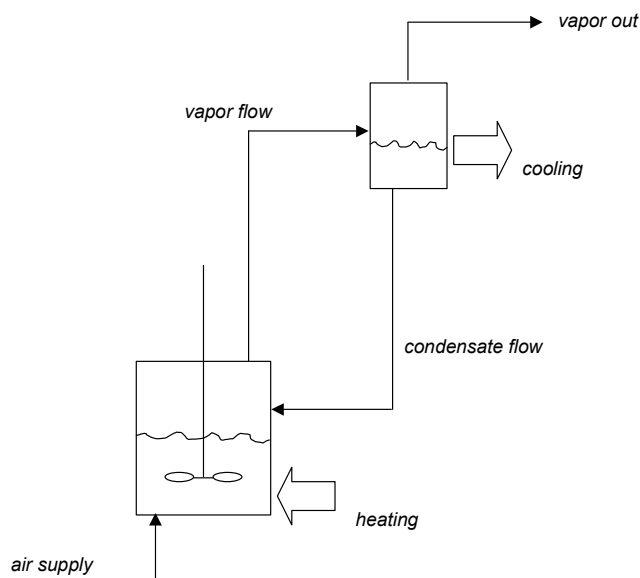 vapor out
vapor flow
cooling
condensate flow
heating
air supply